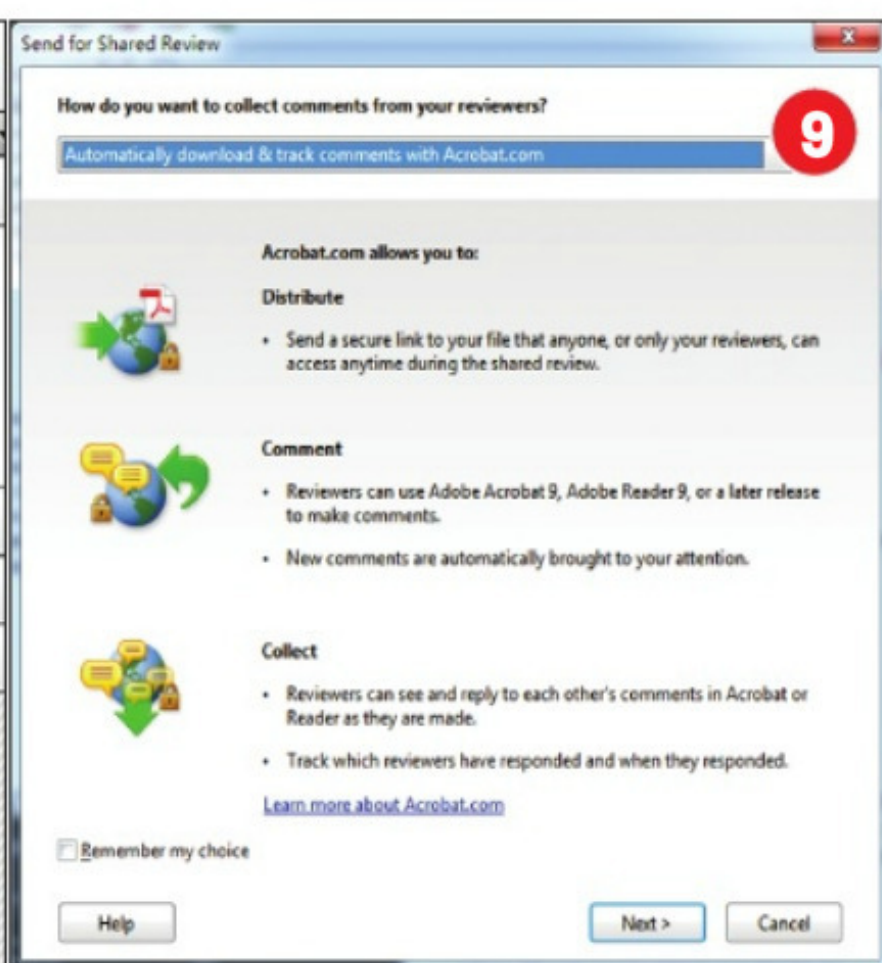 Send for Shared Review
How do you want to collect comments from your reviewers?
9
Automatically download & track comments with Acrobat.com
Acrobat.com allows you to:
Distribute
• Send a secure link to your file that anyone, or only your reviewers, can
access anytime during the shared review.
Comment
• Reviewers can use Adobe Acrobat 9, Adobe Reader 9, or a later release
to make comments.
• New comments are automatically brought to your attention.
Collect
• Reviewers can see and reply to each other's comments in Acrobat or
Reader as they are made.
• Track which reviewers have responded and when they responded.
Learn more about Acrobat.com
Remember my choice
Help
Next >
Cancel